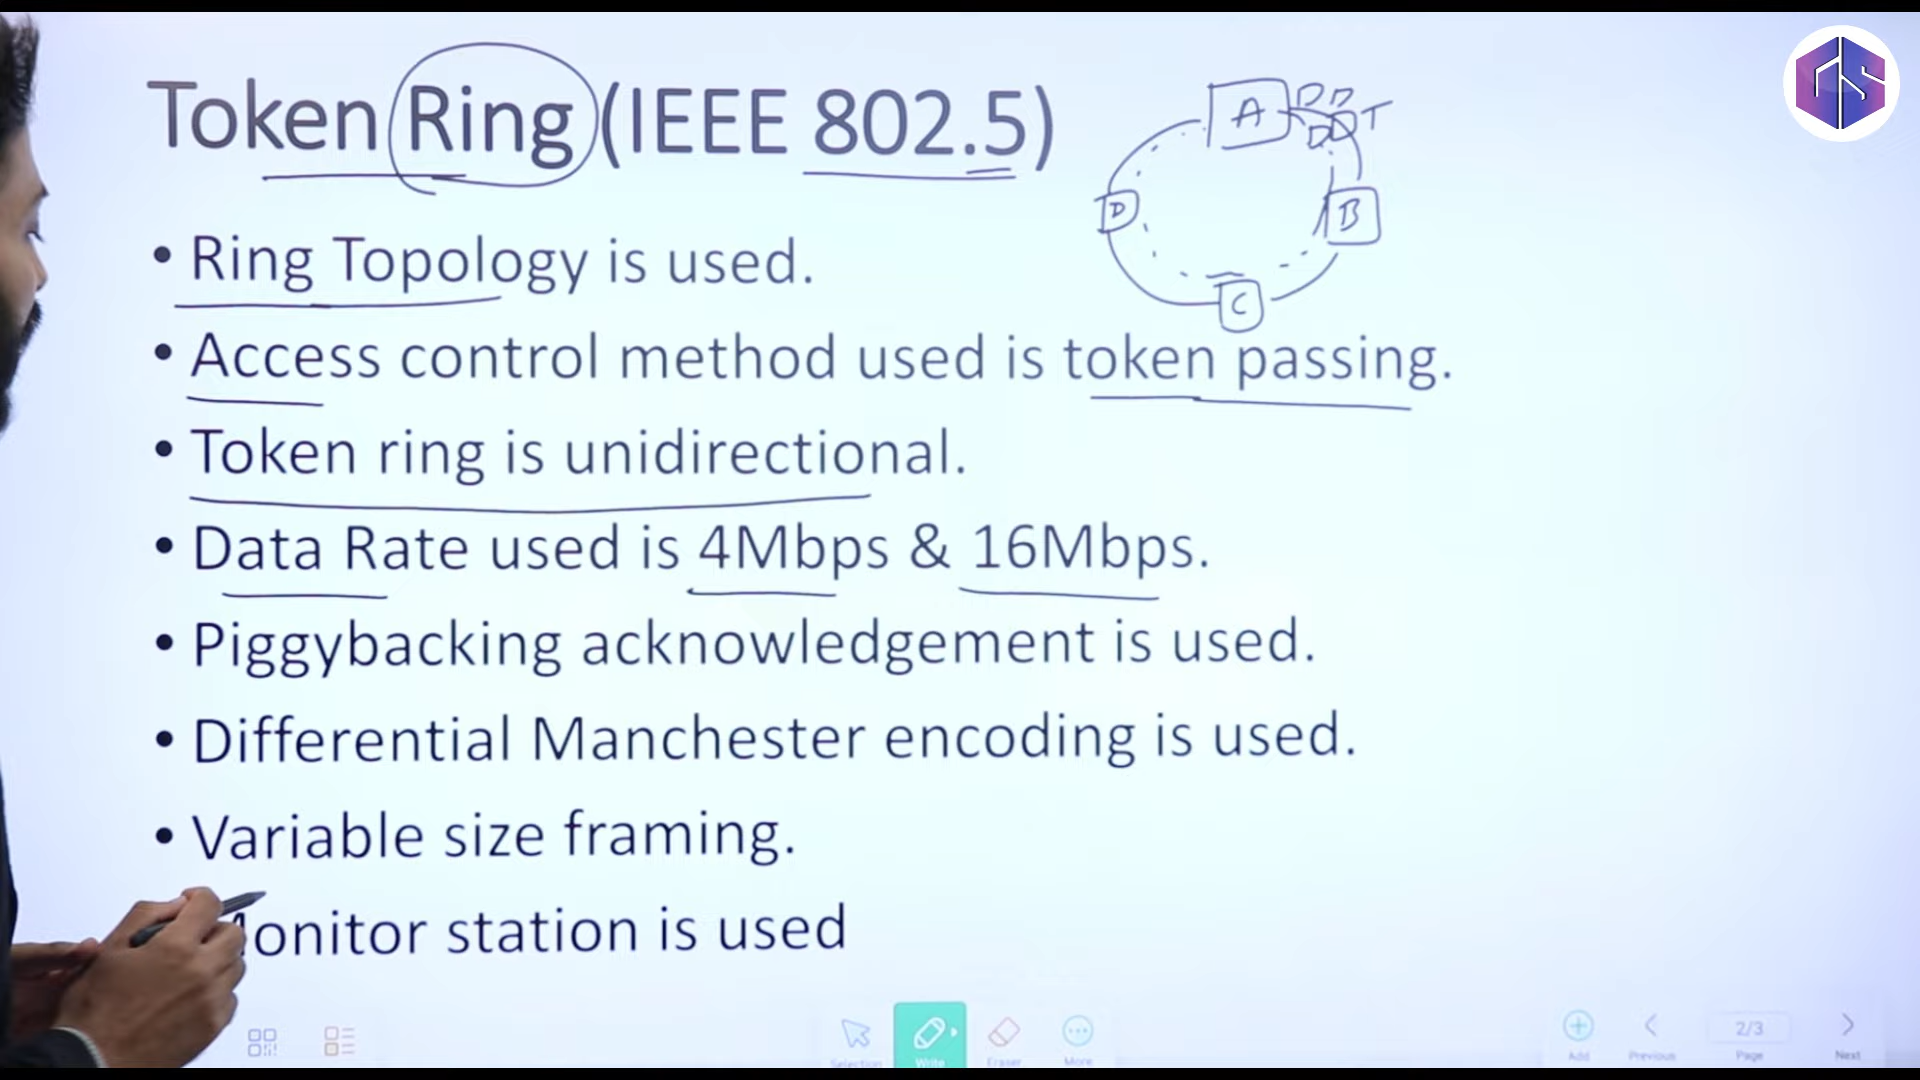 Token Ring (IEEE 802.5)
A
D D
D D T
D
B
C
• Ring Topology is used.
• Access control method used is token passing.
• Token ring is unidirectional.
• Data Rate used is 4Mbps & 16Mbps.
• Piggybacking acknowledgement is used.
• Differential Manchester encoding is used.
• Variable size framing.
Monitor station is used
Selection
Write
Eraser
More
Add
Previous
2/3
Page
Next